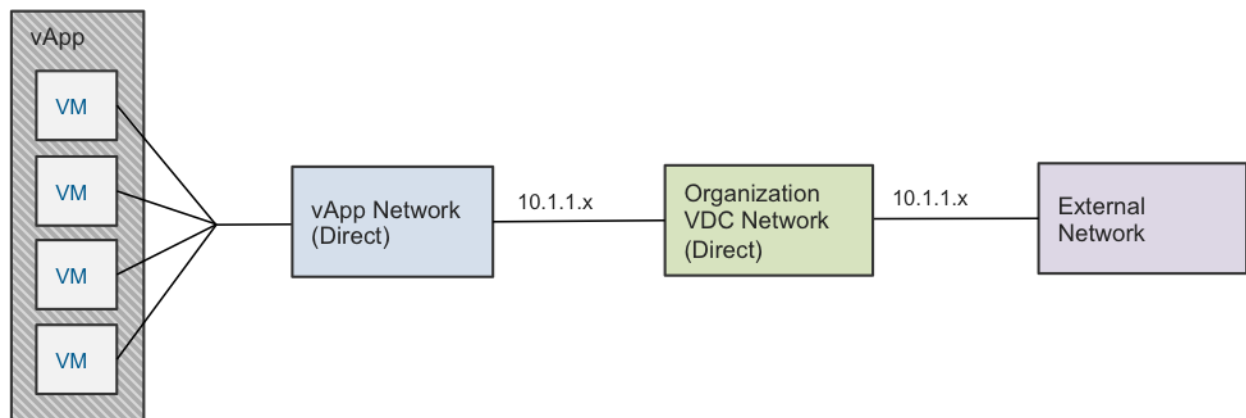 vApp
VM
VM
VM
VM
vApp Network
(Direct)
10.1.1.x
Organization
VDC Network
(Direct)
10.1.1.x
External
Network